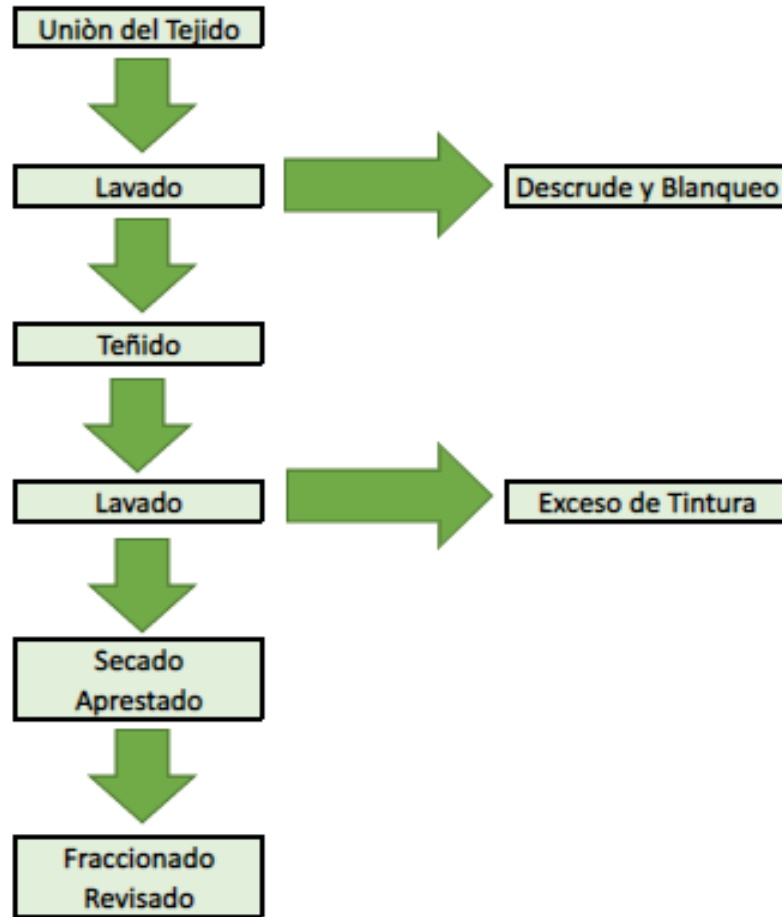 Uniòn del Tejido
Lavado
Descrude y Blanqueo
Teñido
Lavado
Exceso de Tintura
Secado
Aprestado
Fraccionado
Revisado